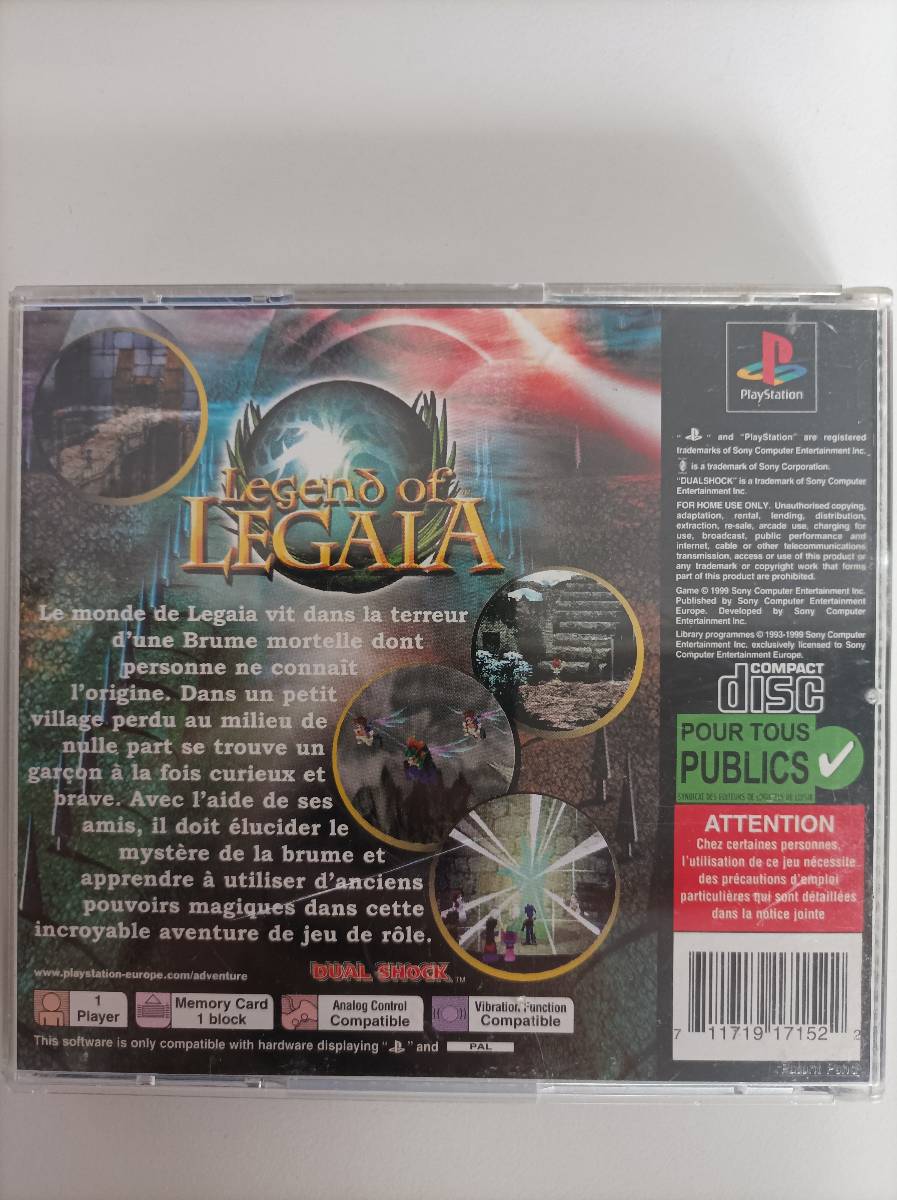 Legend of
LEGAIA
Le monde de Legaia vit dans la terreur
d'une Brume mortelle dont
personne ne connaît
l'origine. Dans un petit
village perdu au milieu de
nulle part se trouve un
garçon à la fois curieux et
brave. Avec l'aide de ses
amis, il doit élucider le
mystère de la brume et
apprendre à utiliser d'anciens
pouvoirs magiques dans cette
incroyable aventure de jeu de rôle.
www.playstation-europe.com/adventure
DUAL SHOCK™
1
Player
Memory Card
1 block
Analog Control
Compatible
Vibration Function
Compatible
This software is only compatible with hardware displaying " " and PAL
PlayStation
" " and "PlayStation" are registered
trademarks of Sony Computer Entertainment Inc.
is a trademark of Sony Corporation.
"DUALSHOCK" is a trademark of Sony Computer
Entertainment Inc.
FOR HOME USE ONLY. Unauthorised copying,
adaptation, rental, lending, distribution,
extraction, re-sale, arcade use, charging for
use, broadcast, public performance and
internet, cable or other telecommunications
transmission, access or use of this product or
any trademark or copyright work that forms
part of this product are prohibited.
Game © 1999 Sony Computer Entertainment Inc.
Published by Sony Computer Entertainment
Europe. Developed by Sony Computer
Entertainment Inc.
Library programmes © 1993-1999 Sony Computer
Entertainment Inc. exclusively licensed to Sony
Computer Entertainment Europe.
COMPACT
disc
POUR TOUS
PUBLICS
SYNDICAT DES EDITEURS DE LOGICIELS DE LOISIR
ATTENTION
Chez certaines personnes,
l'utilisation de ce jeu nécessite
des précautions d'emploi
particulières qui sont détaillées
dans la notice jointe
7 11719 17152 2
Patent Pend